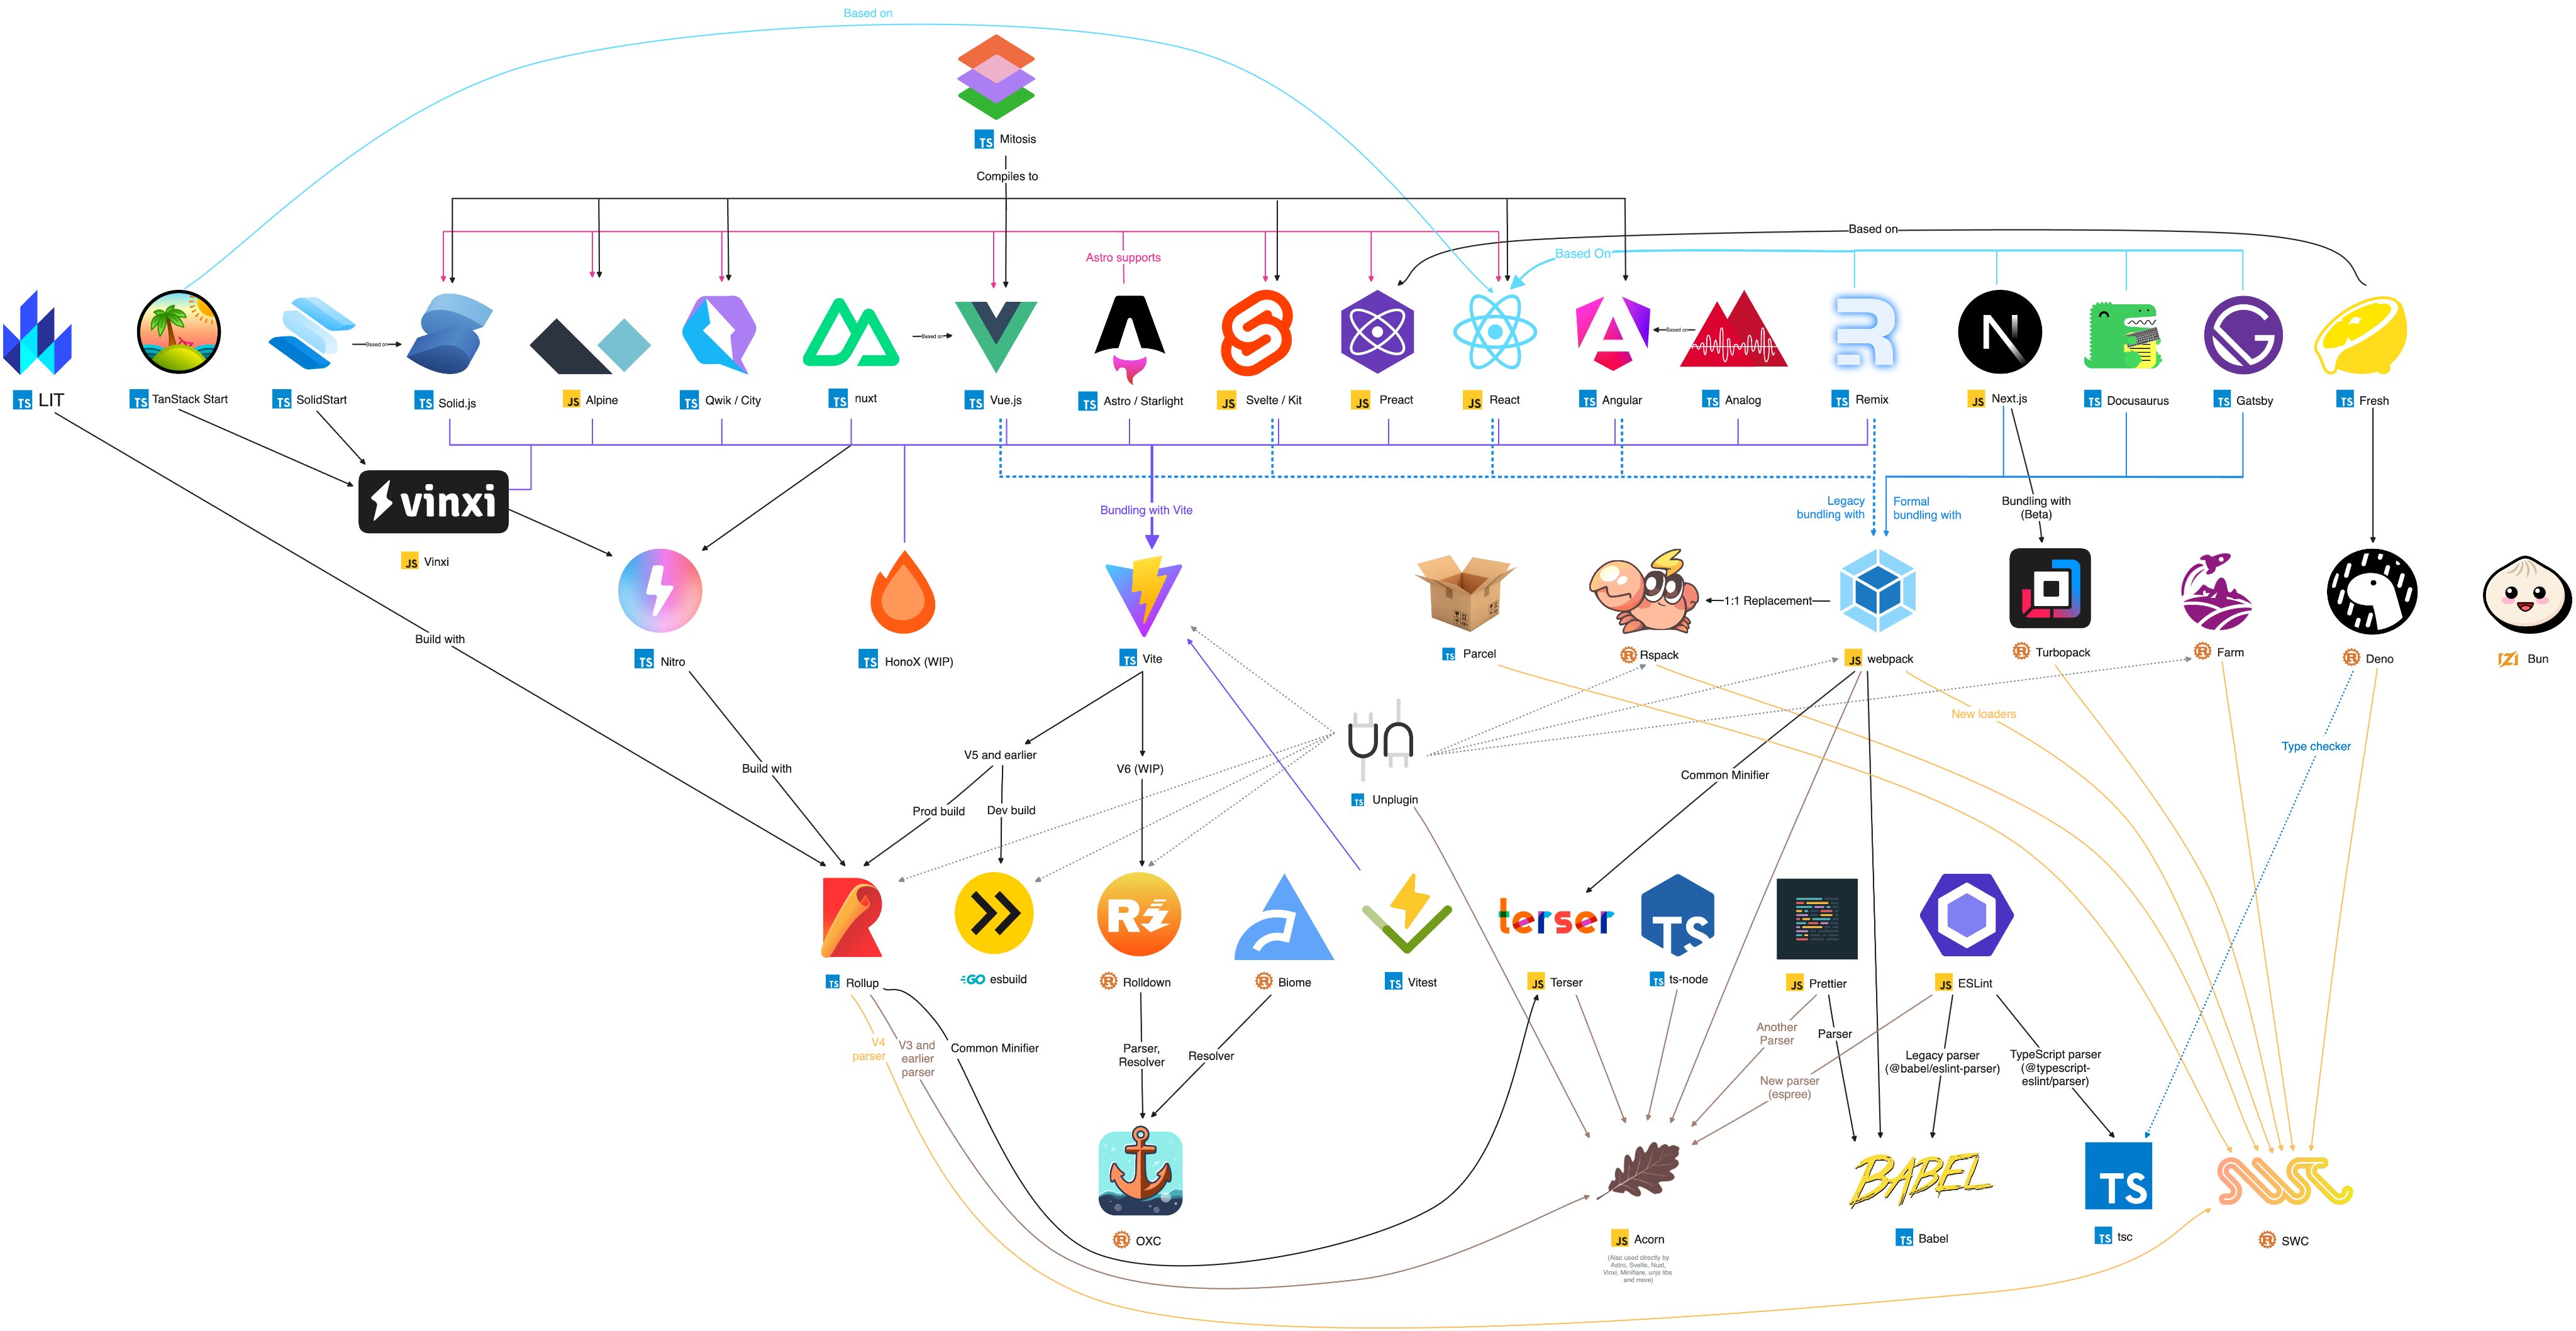 Based on
TS Mitosis
Compiles to
Based on
Astro supports
Based On
Based on
Based on
Based on
N
TS LIT
TS TanStack Start
TS SolidStart
TS Solid.js
JS Alpine
TS Qwik / City
TS nuxt
TS Vue.js
TS Astro / Starlight
JS Svelte / Kit
JS Preact
JS React
TS Angular
TS Analog
TS Remix
JS Next.js
TS Docusaurus
TS Gatsby
TS Fresh
vinxi
JS Vinxi
Bundling with Vite
Legacy
bundling with
Formal
bundling with
Bundling with
(Beta)
1:1 Replacement
Build with
TS Nitro
TS HonoX (WIP)
TS Vite
TS Parcel
R Rspack
JS webpack
R Turbopack
R Farm
R Deno
Bun
New loaders
Type checker
V5 and earlier
V6 (WIP)
Build with
Prod build
Dev build
Common Minifier
TS Unplugin
R
terser
TS
TS Rollup
GO esbuild
R Rolldown
R Biome
TS Vitest
JS Terser
TS ts-node
JS Prettier
JS ESLint
V4
parser
V3 and
earlier
parser
Common Minifier
Parser,
Resolver
Resolver
Another
Parser
Parser
New parser
(espree)
Legacy parser
(@babel/eslint-parser)
TypeScript parser
(@typescript-
eslint/parser)
BABEL
TS
SWC
R OXC
JS Acorn
(Also used directly by
Astro, Svelte, Nuxt,
Vinxi, Miniflare, unjs libs
and more)
TS Babel
TS tsc
R SWC